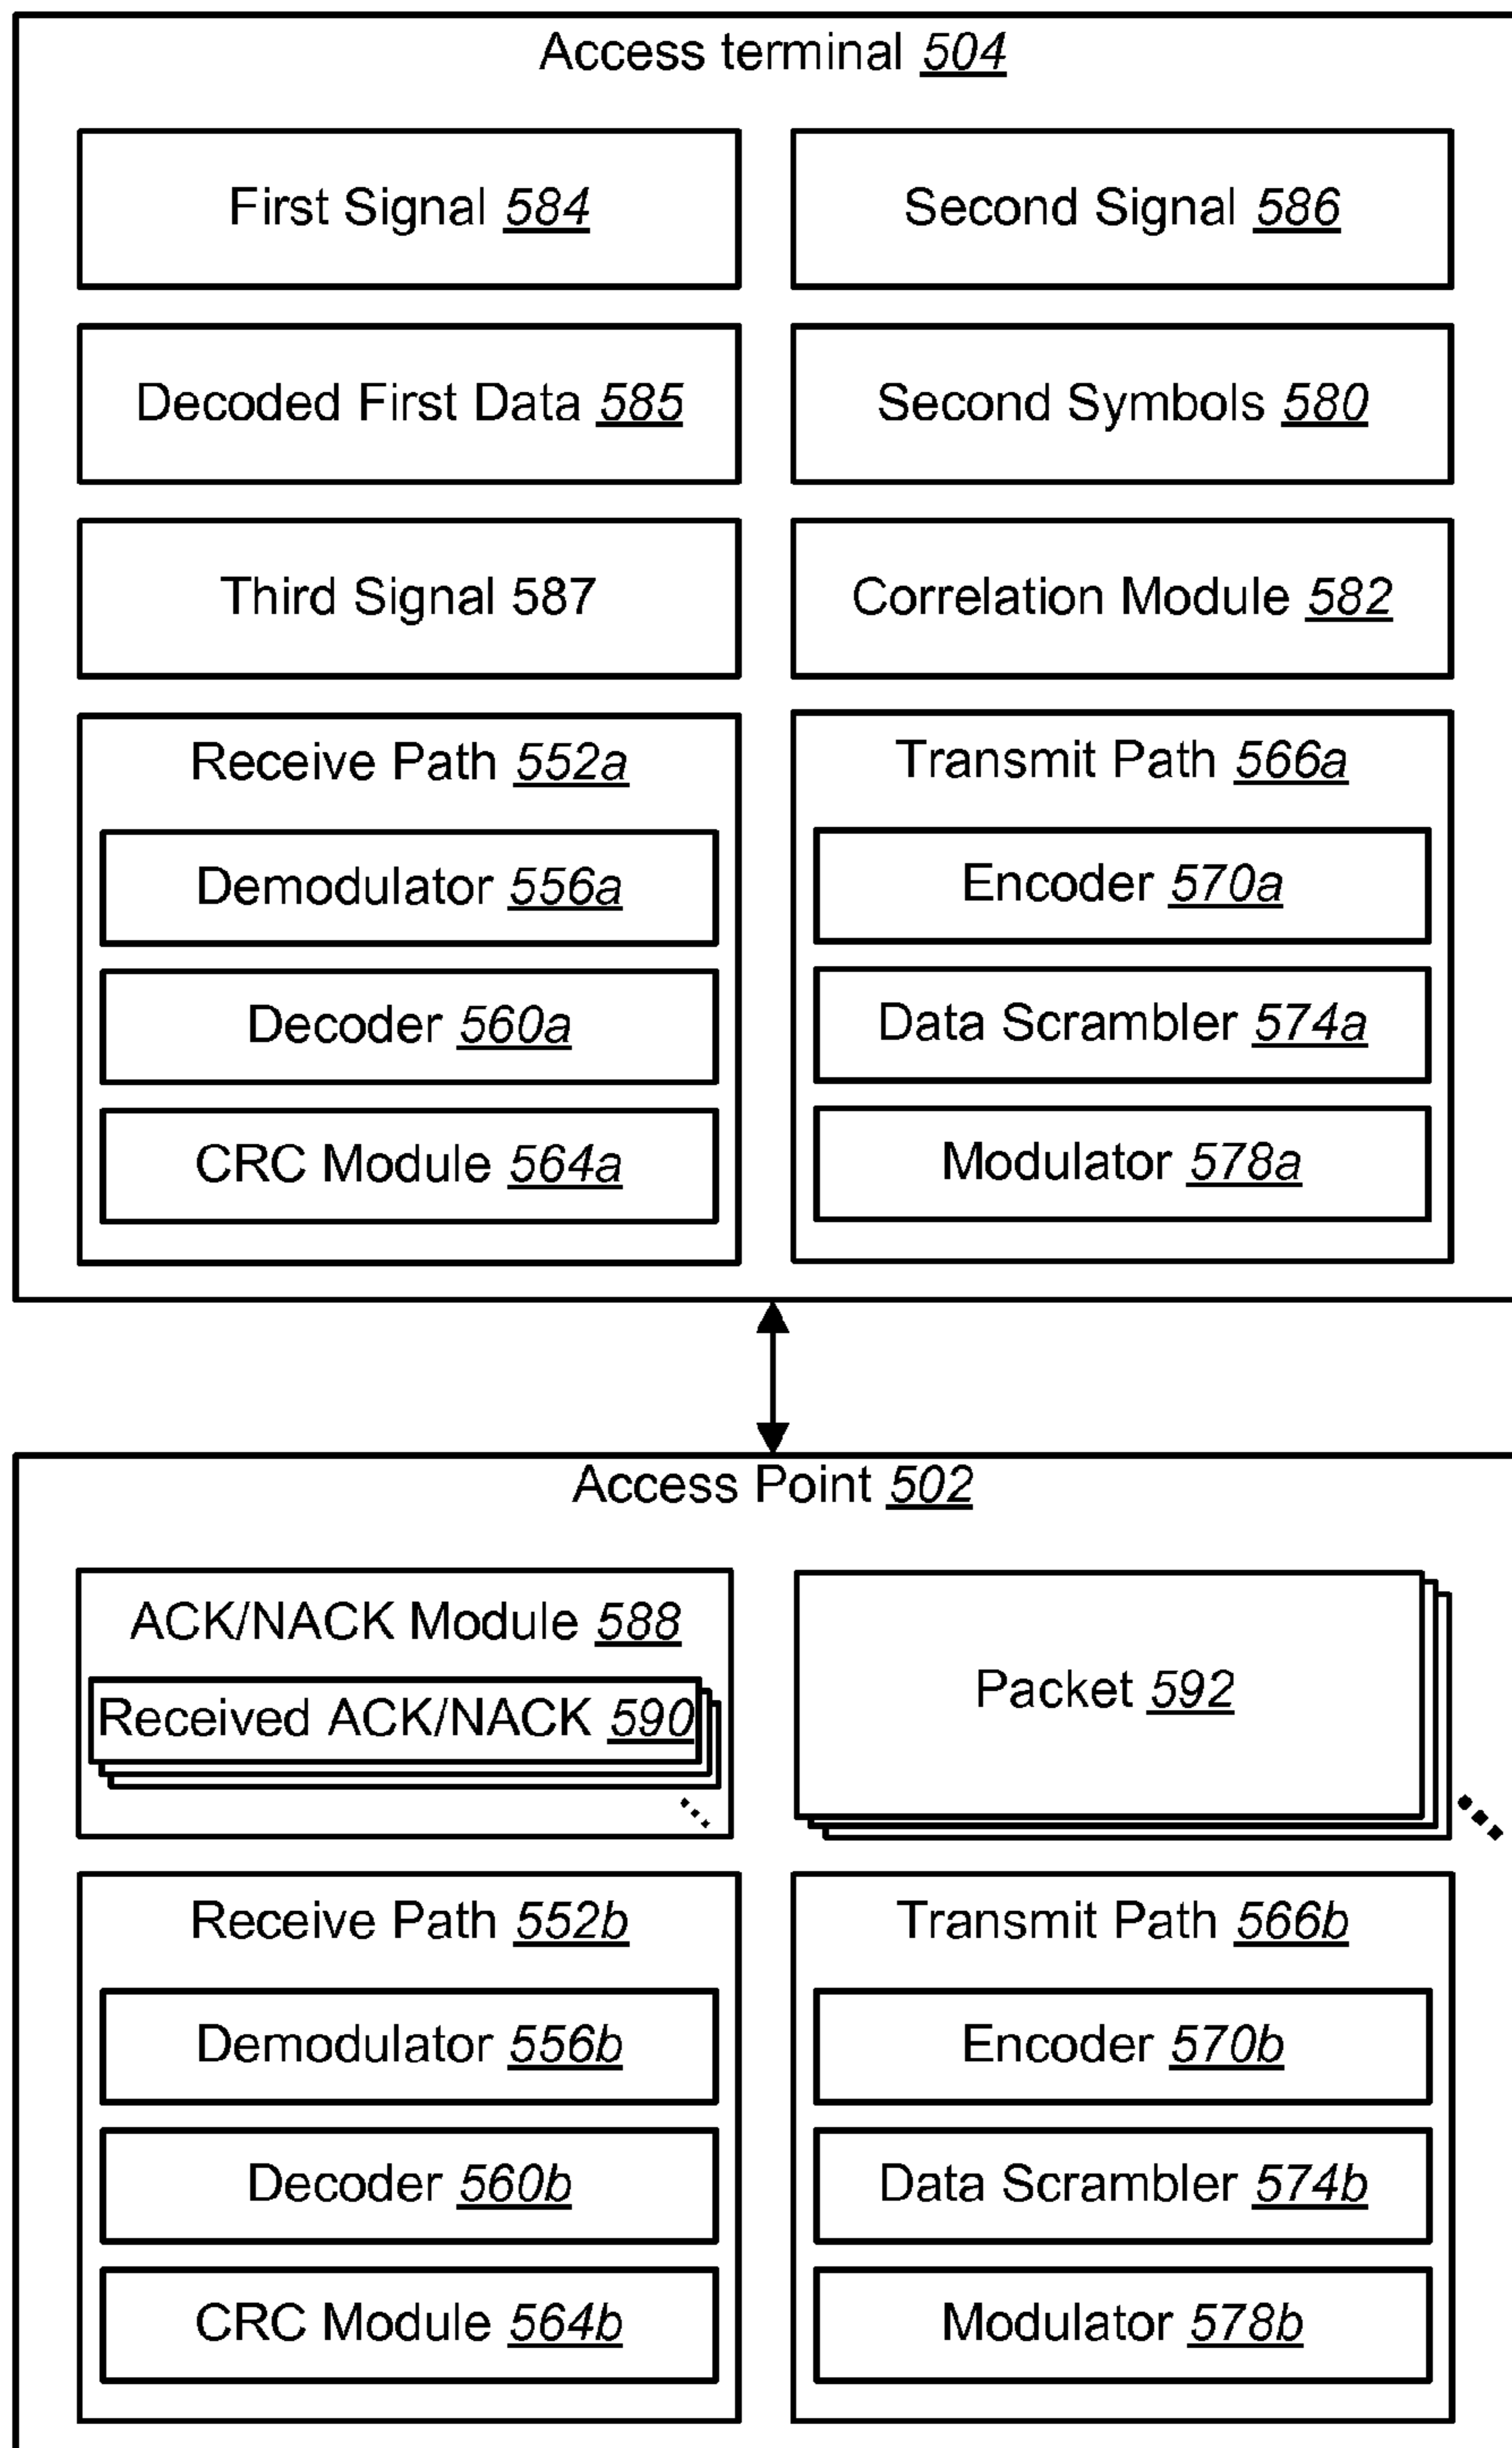 Access terminal 504
First Signal 584
Second Signal 586
Decoded First Data 585
Second Symbols 580
Third Signal 587
Correlation Module 582
Receive Path 552a
Demodulator 556a
Decoder 560a
CRC Module 564a
Transmit Path 566a
Encoder 570a
Data Scrambler 574a
Modulator 578a
Access Point 502
ACK/NACK Module 588
Received ACK/NACK 590
Packet 592
Receive Path 552b
Demodulator 556b
Decoder 560b
CRC Module 564b
Transmit Path 566b
Encoder 570b
Data Scrambler 574b
Modulator 578b